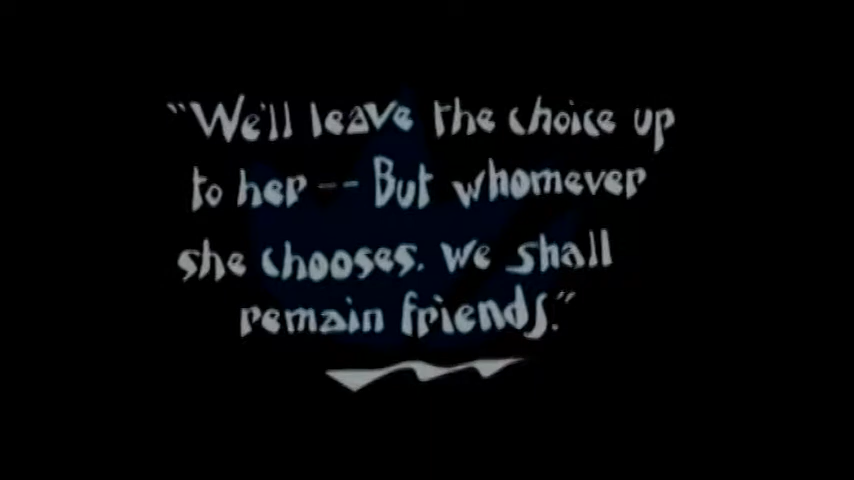 "We'll leave the choice up
to her -- But whomever
she chooses, we shall
remain friends."